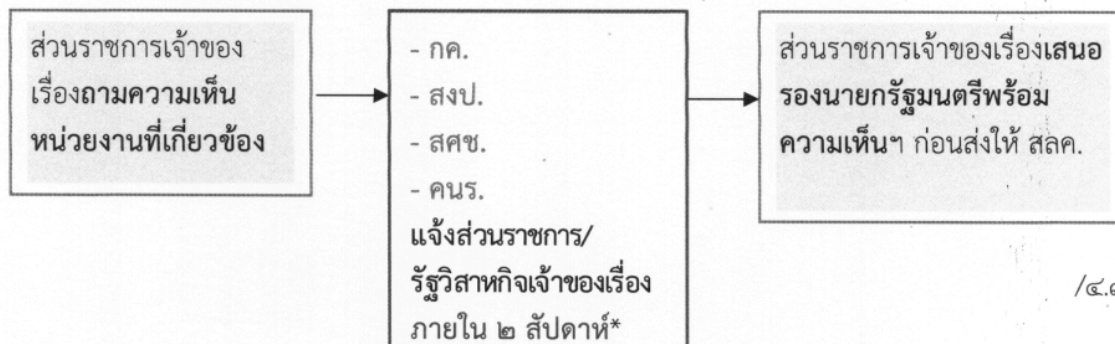 ส่วนราชการเจ้าของ
เรื่องถามความเห็น
หน่วยงานที่เกี่ยวข้อง
- กค.
- สงป.
- สศช.
- คนร.
แจ้งส่วนราชการ/
รัฐวิสาหกิจเจ้าของเรื่อง
ภายใน ๒ สัปดาห์*
ส่วนราชการเจ้าของเรื่องเสนอ
รองนายกรัฐมนตรีพร้อม
ความเห็นฯ ก่อนส่งให้ สลค.